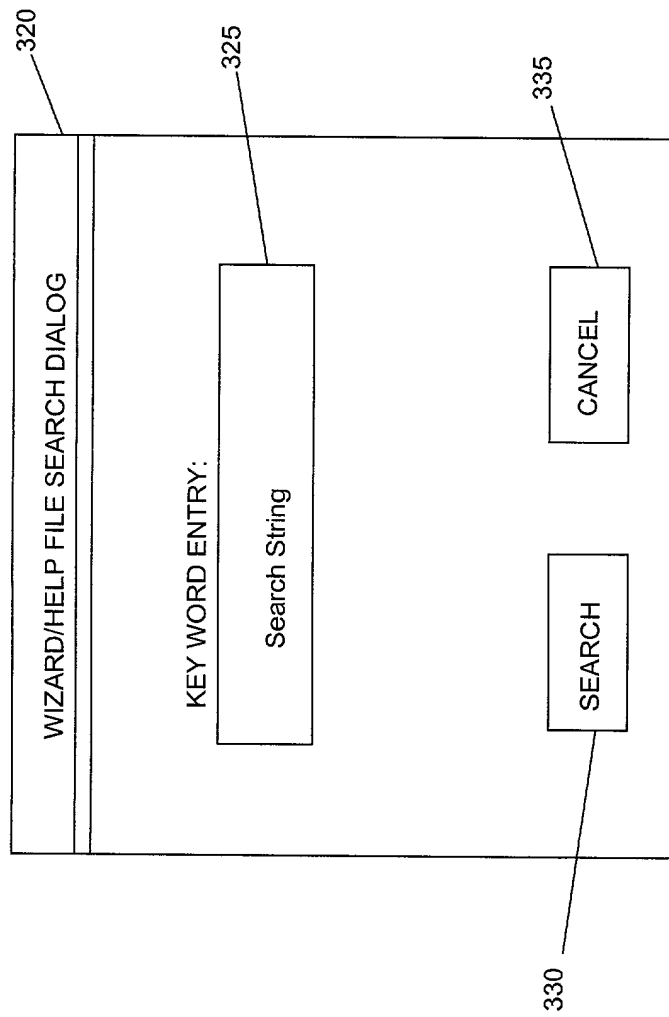 WIZARD/HELP FILE SEARCH DIALOG
320
KEY WORD ENTRY:
Search String
325
SEARCH
CANCEL
330
335